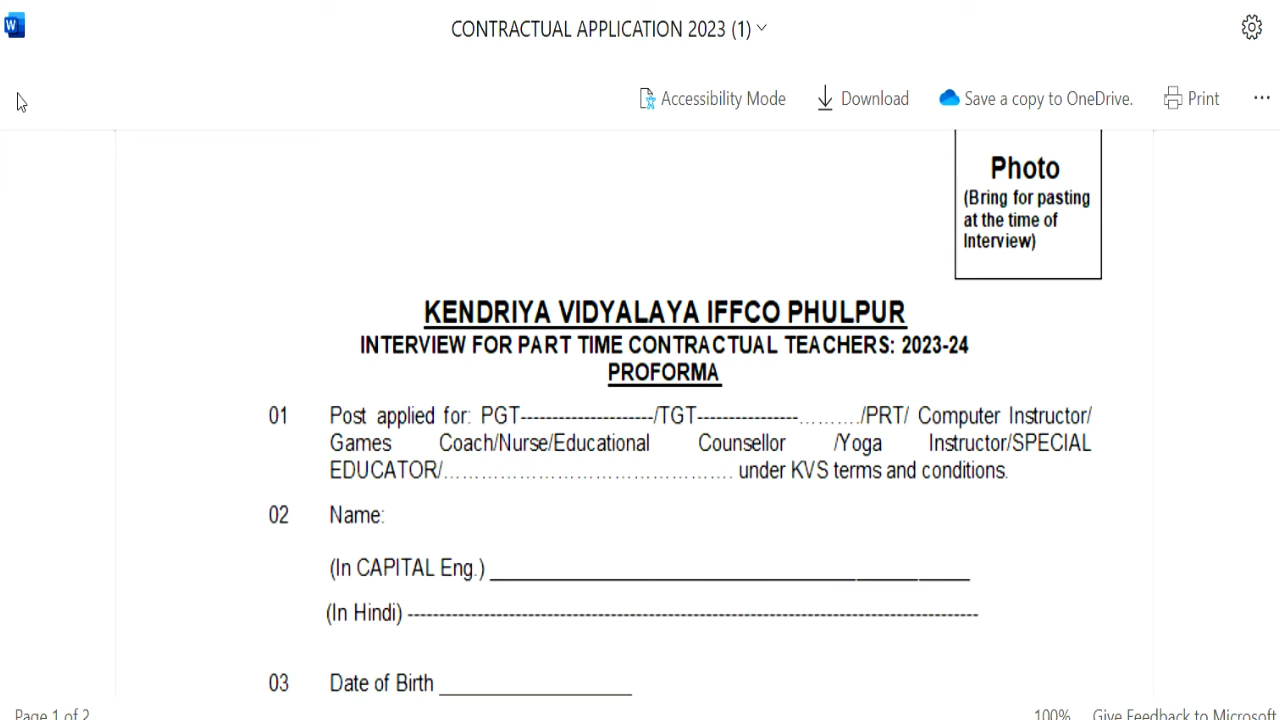 W
CONTRACTUAL APPLICATION 2023 (1)
Accessibility Mode Download Save a copy to OneDrive. Print ...
Photo
(Bring for pasting
at the time of
Interview)
KENDRIYA VIDYALAYA IFFCO PHULPUR
INTERVIEW FOR PART TIME CONTRACTUAL TEACHERS: 2023-24
PROFORMA
01 Post applied for: PGT---------------------/TGT----------------........../PRT/ Computer Instructor/
Games Coach/Nurse/Educational Counsellor /Yoga Instructor/SPECIAL
EDUCATOR/............................................ under KVS terms and conditions.
02 Name:
(In CAPITAL Eng.) ________________________________________
(In Hindi) ------------------------------------------------------------------------------------------
03 Date of Birth ________________
Page 1 of 2 100% Give Feedback to Microsoft